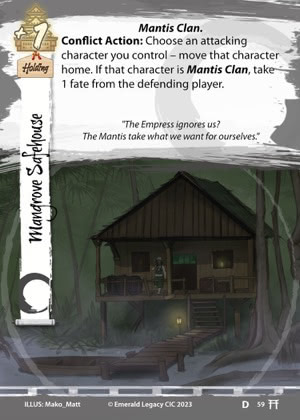 Mantis Clan.
1
Conflict Action: Choose an attacking
character you control – move that character
home. If that character is Mantis Clan, take
1 fate from the defending player.
Holding
"The Empress ignores us?
The Mantis take what we want for ourselves."
Mangrove Safehouse
ILLUS: Mako_Matt © Emerald Legacy CIC 2023 D 59